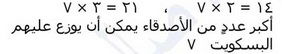 ٧ × ٢ = ١٤ ، ٧ × ٣ = ٢١
أكبر عددٍ من الأصدقاء يمكن أن يوزع عليهم
البسكويت ٧